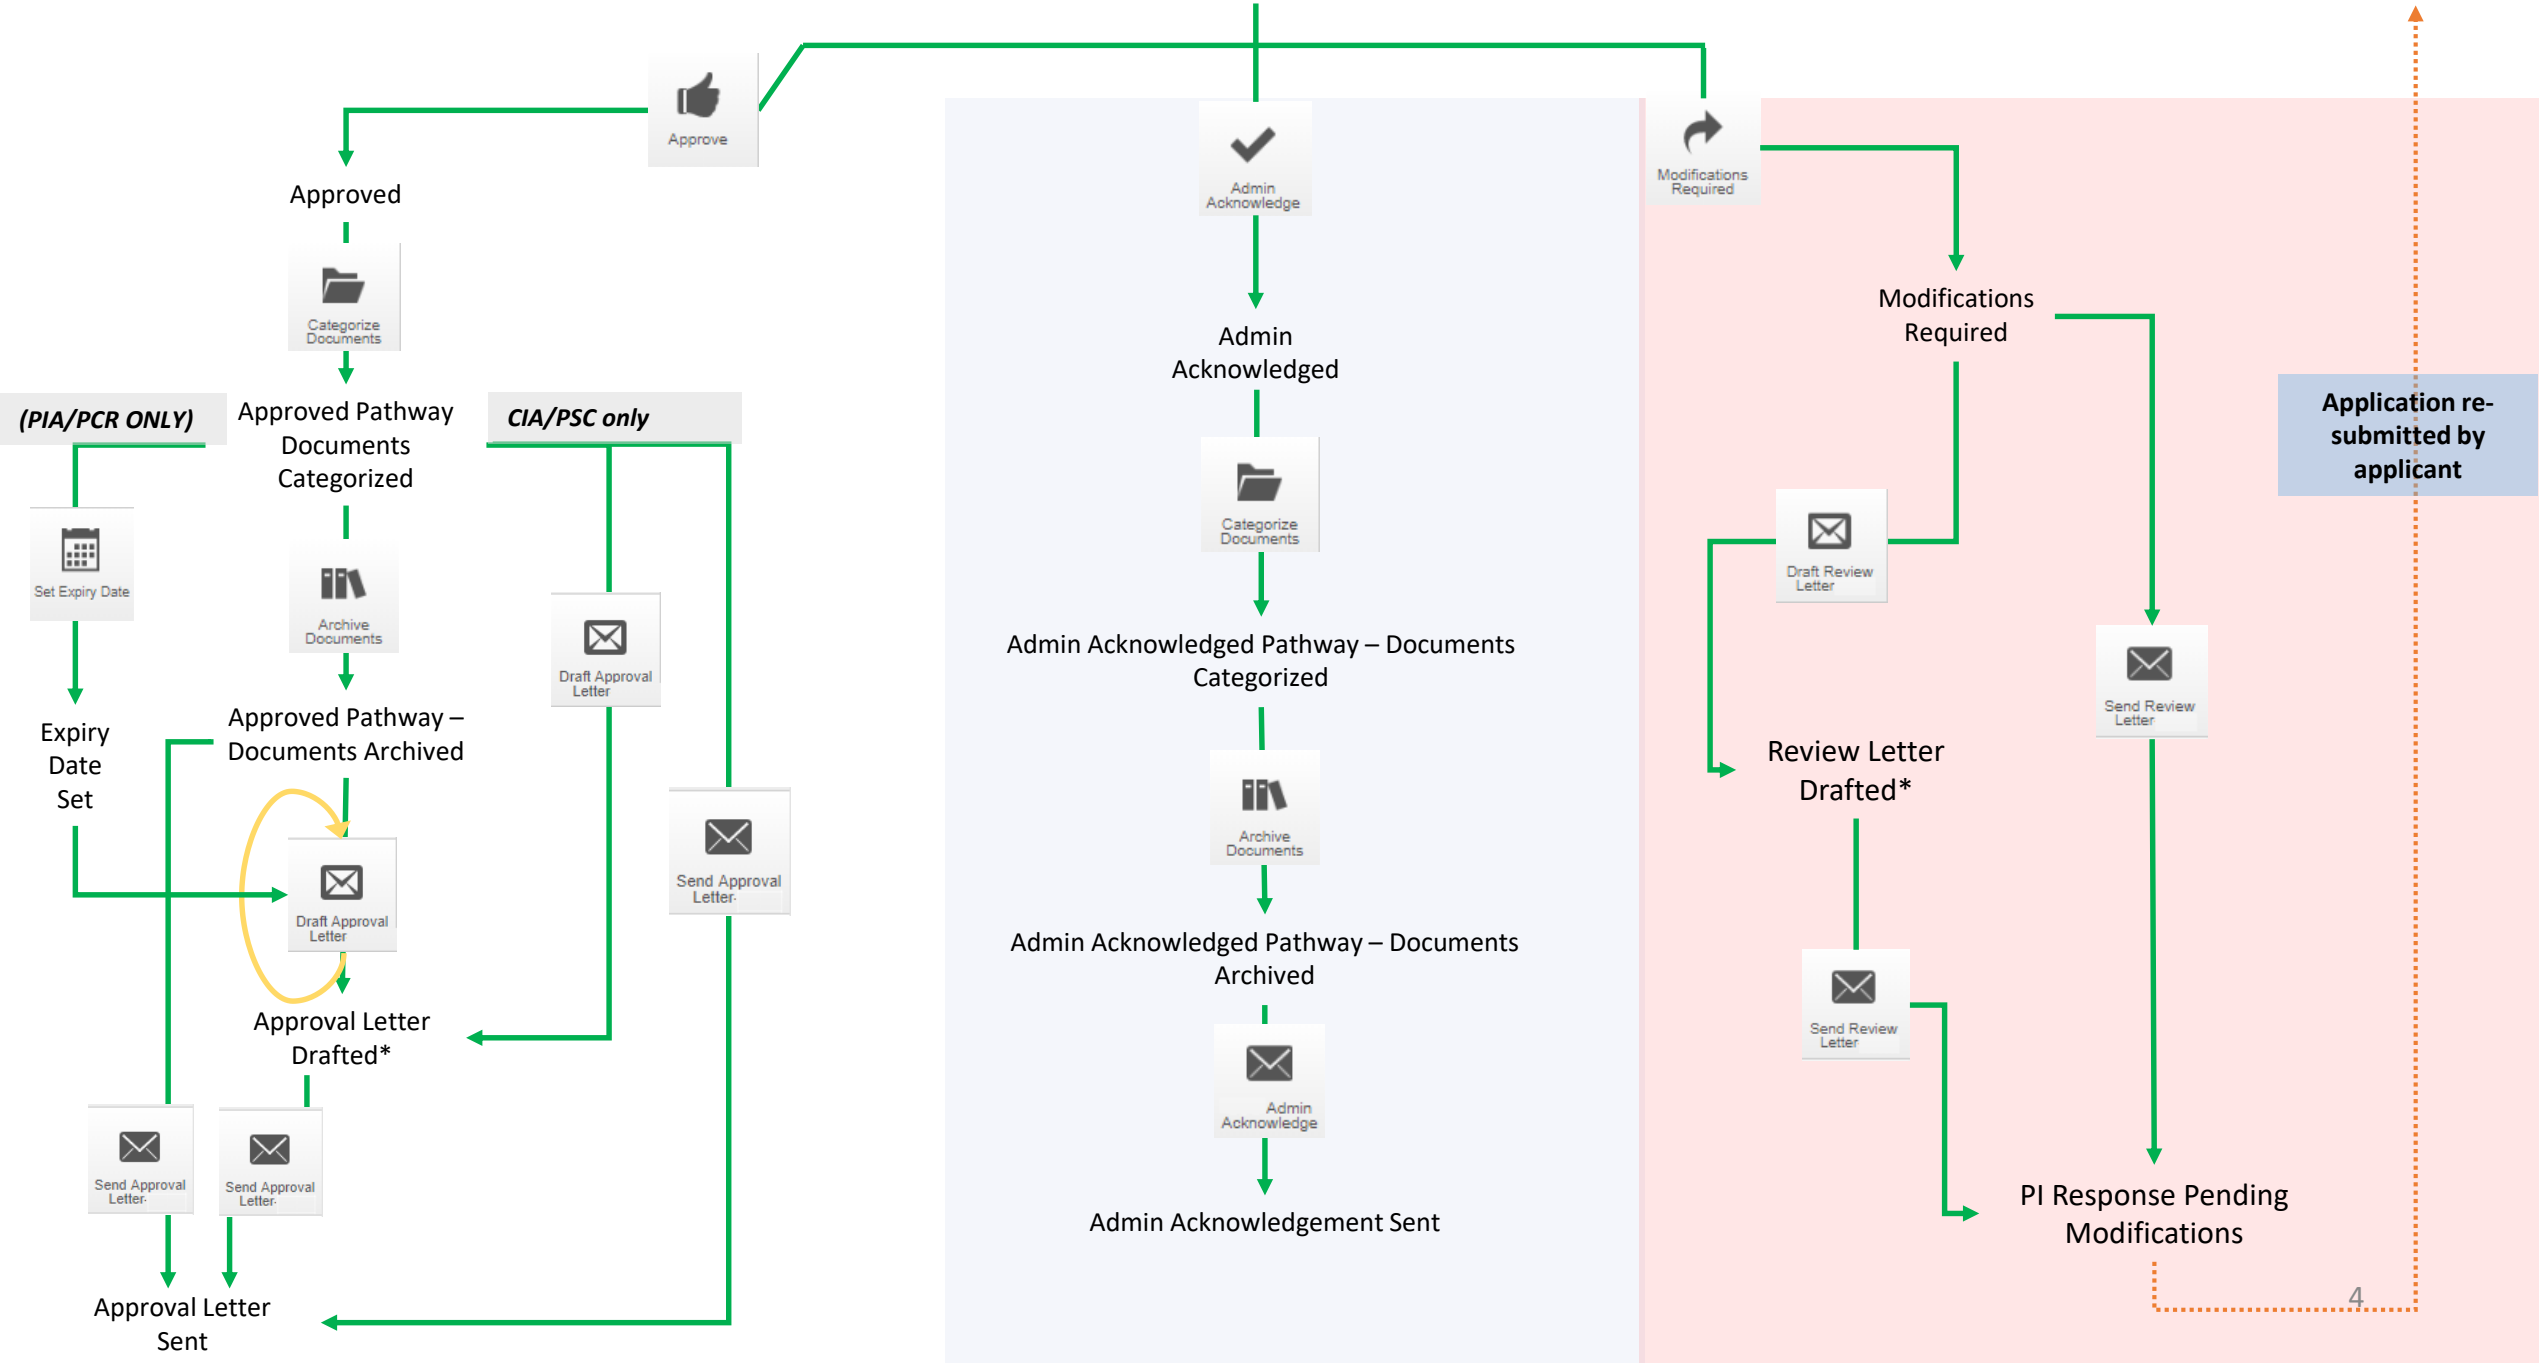 Approve
Approved
Categorize
Documents
(PIA/PCR ONLY)
Approved Pathway
Documents
Categorized
CIA/PSC only
Set Expiry Date
Archive
Documents
Draft Approval
Letter
Expiry
Date
Set
Approved Pathway –
Documents Archived
Send Approval
Letter
Draft Approval
Letter
Approval Letter
Drafted*
Send Approval
Letter
Send Approval
Letter
Approval Letter
Sent
Admin
Acknowledge
Admin
Acknowledged
Categorize
Documents
Admin Acknowledged Pathway – Documents
Categorized
Archive
Documents
Admin Acknowledged Pathway – Documents
Archived
Admin
Acknowledge
Admin Acknowledgement Sent
Modifications
Required
Modifications
Required
Application re-
submitted by
applicant
Draft Review
Letter
Send Review
Letter
Review Letter
Drafted*
Send Review
Letter
PI Response Pending
Modifications
4